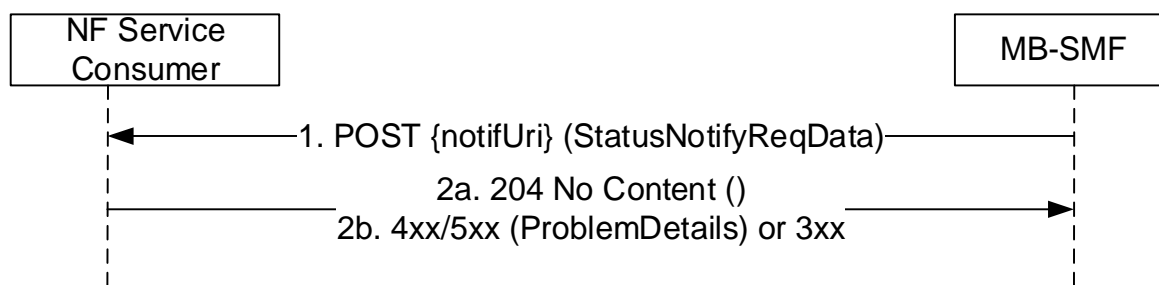 NF Service
Consumer
MB-SMF
1. POST {notifUri} (StatusNotifyReqData)
2a. 204 No Content ()
2b. 4xx/5xx (ProblemDetails) or 3xx